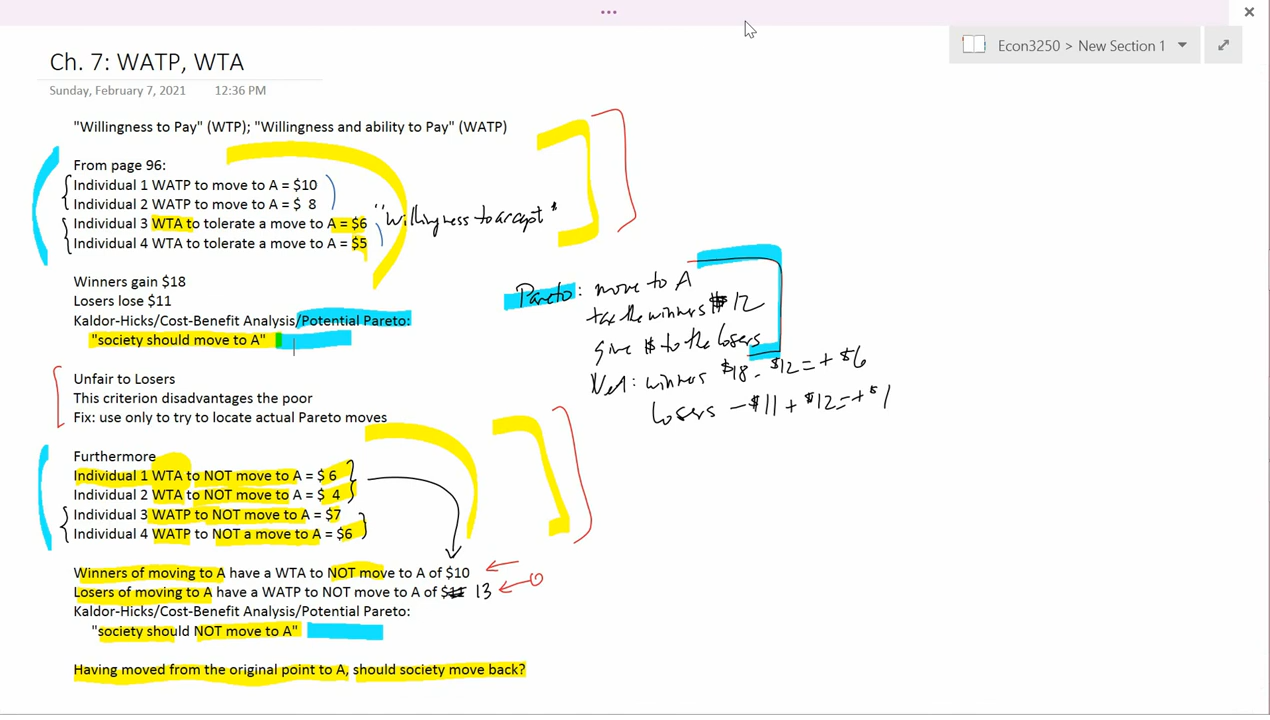 Econ3250 > New Section 1
Ch. 7: WATP, WTA
Sunday, February 7, 2021 12:36 PM
"Willingness to Pay" (WTP); "Willingness and ability to Pay" (WATP)
From page 96:
Individual 1 WATP to move to A = $10
Individual 2 WATP to move to A = $ 8
Individual 3 WTA to tolerate a move to A = $6
Individual 4 WTA to tolerate a move to A = $5
"Willingness to accept"
Winners gain $18
Losers lose $11
Kaldor-Hicks/Cost-Benefit Analysis/Potential Pareto:
"society should move to A"
Pareto: move to A
tax the winners $12
give $ to the losers
Net: winners $18 - $12 = + $6
losers - $11 + $12 = + $1
Unfair to Losers
This criterion disadvantages the poor
Fix: use only to try to locate actual Pareto moves
Furthermore
Individual 1 WTA to NOT move to A = $ 6
Individual 2 WTA to NOT move to A = $ 4
Individual 3 WATP to NOT move to A = $7
Individual 4 WATP to NOT a move to A = $6
Winners of moving to A have a WTA to NOT move to A of $10
Losers of moving to A have a WATP to NOT move to A of $11 13
Kaldor-Hicks/Cost-Benefit Analysis/Potential Pareto:
"society should NOT move to A"
Having moved from the original point to A, should society move back?